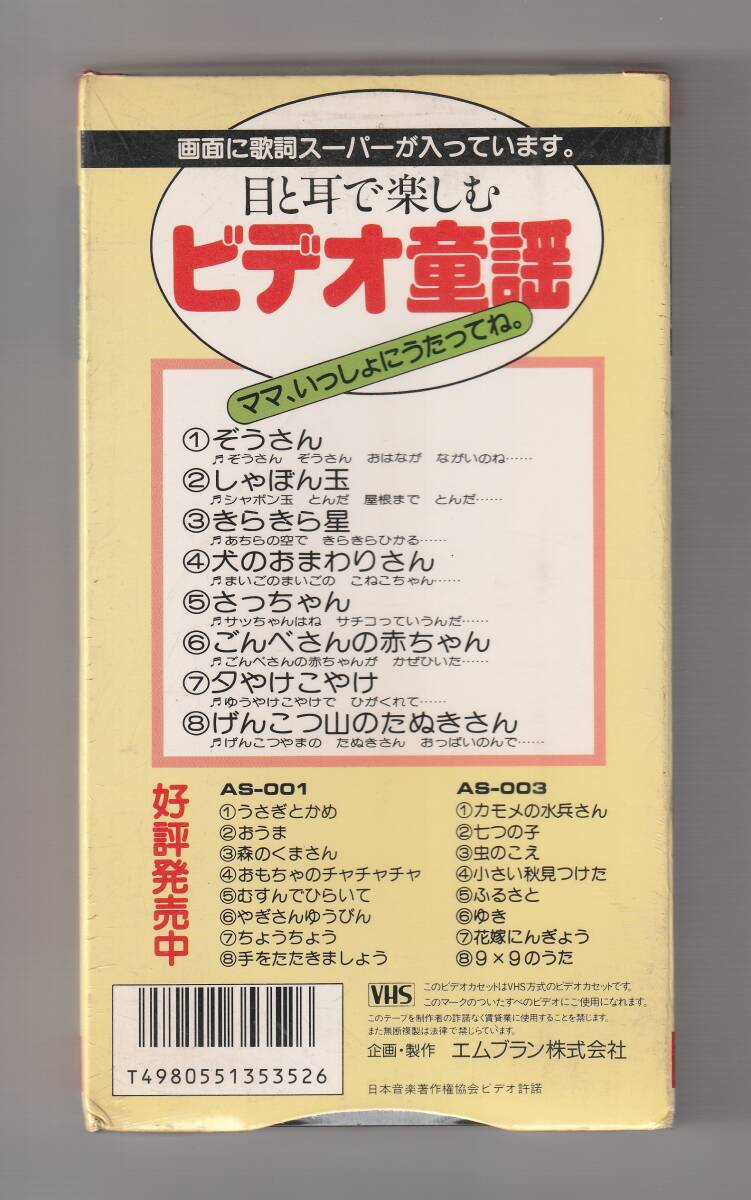 画面に歌詞スーパーが入っています。
目と耳で楽しむ
ビデオ童謡
ママ、いっしょにうたってね。
①ぞうさん
♬ぞうさん ぞうさん おはなが ながいのね……
②しゃぼん玉
♬シャボン玉 とんだ 屋根まで とんだ……
③きらきら星
♬あちらの空で きらきらひかる……
④犬のおまわりさん
♬まいごのまいごの こねこちゃん……
⑤さっちゃん
♬サッちゃんはね サチコっていうんだ……
⑥ごんべさんの赤ちゃん
♬ごんべさんの赤ちゃんが かぜひいた……
⑦夕やけこやけ
♬ゆうやけこやけで ひがくれて……
⑧げんこつ山のたぬきさん
♬げんこつやまの たぬきさん おっぱいのんで……
好評発売中
AS-001
①うさぎとかめ
②おうま
③森のくまさん
④おもちゃのチャチャチャ
⑤むすんでひらいて
⑥やぎさんゆうびん
⑦ちょうちょう
⑧手をたたきましょう
AS-003
①カモメの水兵さん
②七つの子
③虫のこえ
④小さい秋見つけた
⑤ふるさと
⑥ゆき
⑦花嫁にんぎょう
⑧9×9のうた
T4980551353526
VHS
このビデオカセットはVHS方式のビデオカセットです。
このマークのついたすべのビデオにご使用になれます。
このテープを制作者の許諾なく賃貸業に使用することを禁じます。
また無断複製は法律で禁じらています。
企画・製作 エムブラン株式会社
日本音楽著作権協会ビデオ許諾